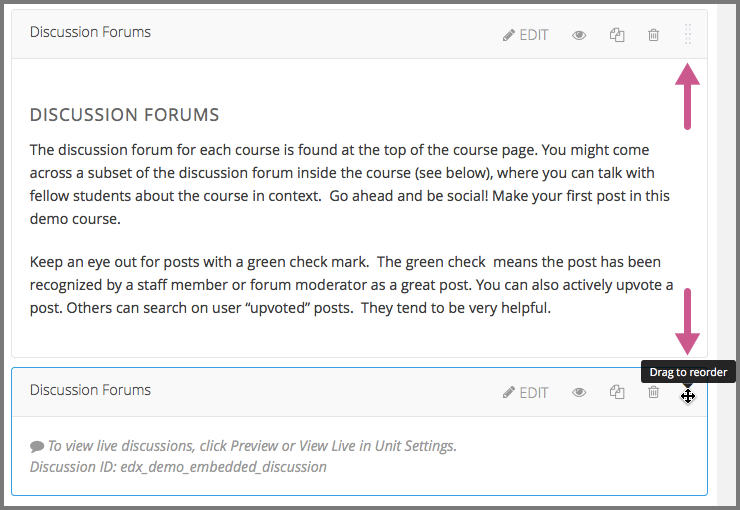 Discussion Forums
EDIT
DISCUSSION FORUMS
The discussion forum for each course is found at the top of the course page. You might come
across a subset of the discussion forum inside the course (see below), where you can talk with
fellow students about the course in context.  Go ahead and be social! Make your first post in this
demo course.
Keep an eye out for posts with a green check mark.  The green check  means the post has been
recognized by a staff member or forum moderator as a great post. You can also actively upvote a
post. Others can search on user “upvoted” posts.  They tend to be very helpful.
Drag to reorder
Discussion Forums
EDIT
To view live discussions, click Preview or View Live in Unit Settings.
Discussion ID: edx_demo_embedded_discussion